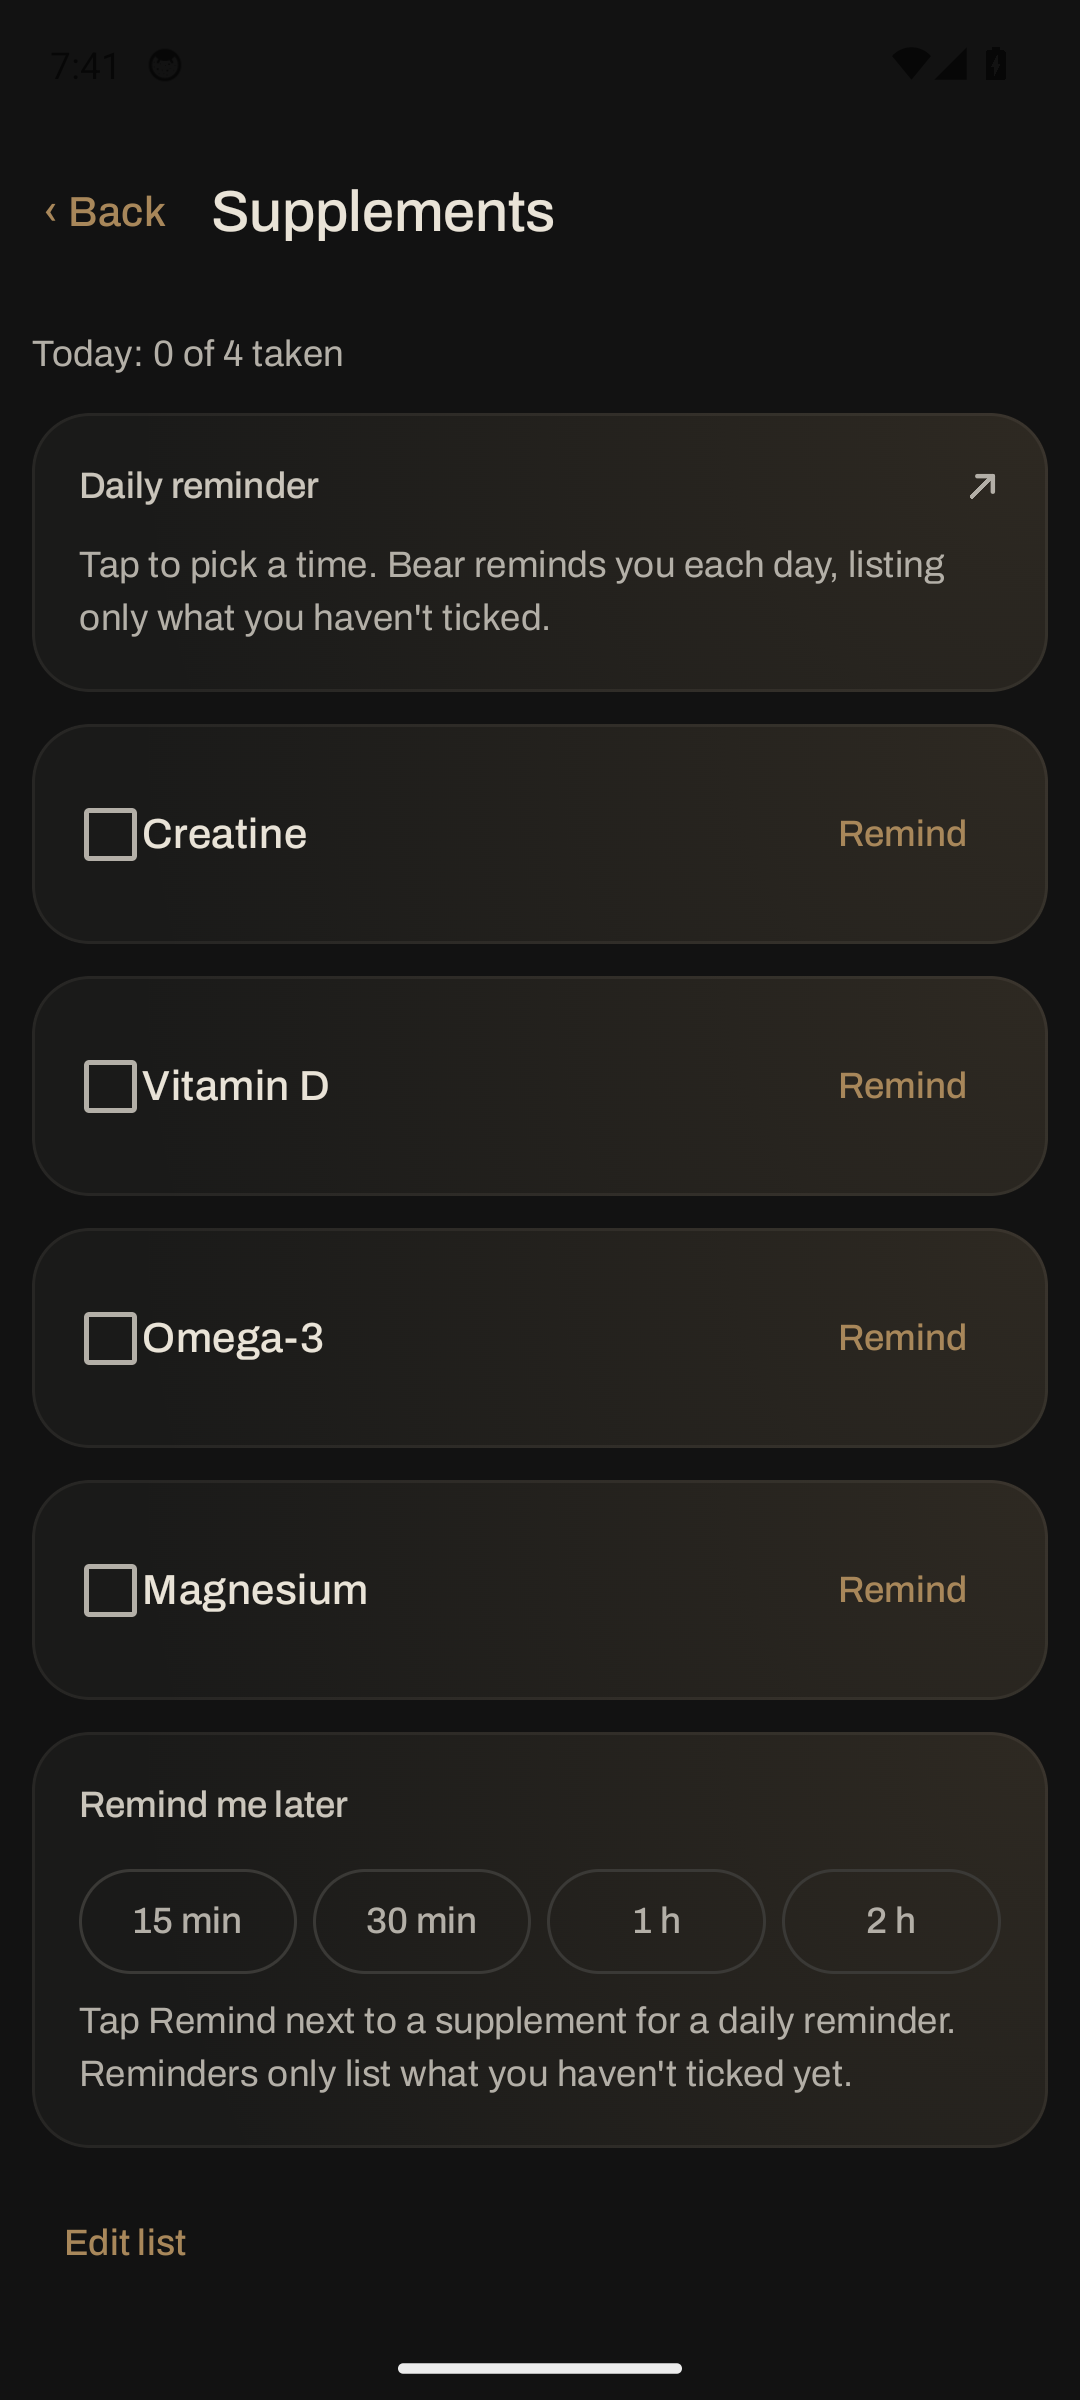 7:41
‹ Back Supplements
Today: 0 of 4 taken
Daily reminder
Tap to pick a time. Bear reminds you each day, listing
only what you haven't ticked.
Creatine Remind
Vitamin D Remind
Omega-3 Remind
Magnesium Remind
Remind me later
15 min 30 min 1 h 2 h
Tap Remind next to a supplement for a daily reminder.
Reminders only list what you haven't ticked yet.
Edit list